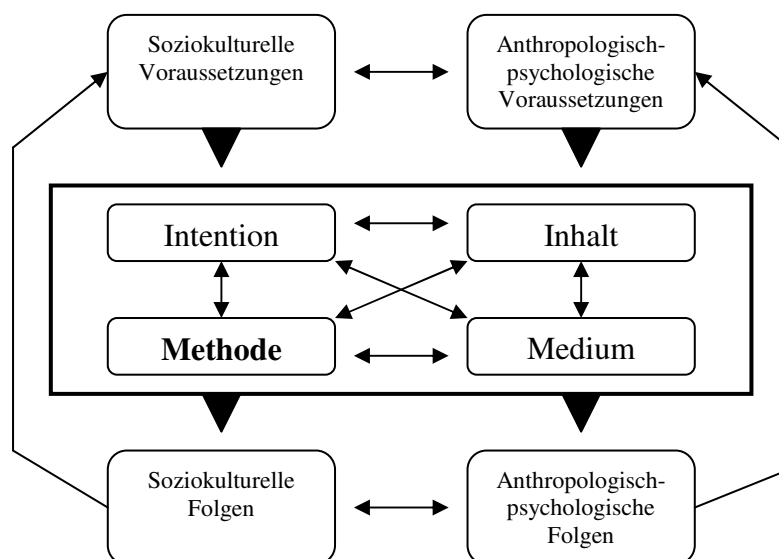 Soziokulturelle
Voraussetzungen
Anthropologisch-
psychologische
Voraussetzungen
Intention
Inhalt
Methode
Medium
Soziokulturelle
Folgen
Anthropologisch-
psychologische
Folgen